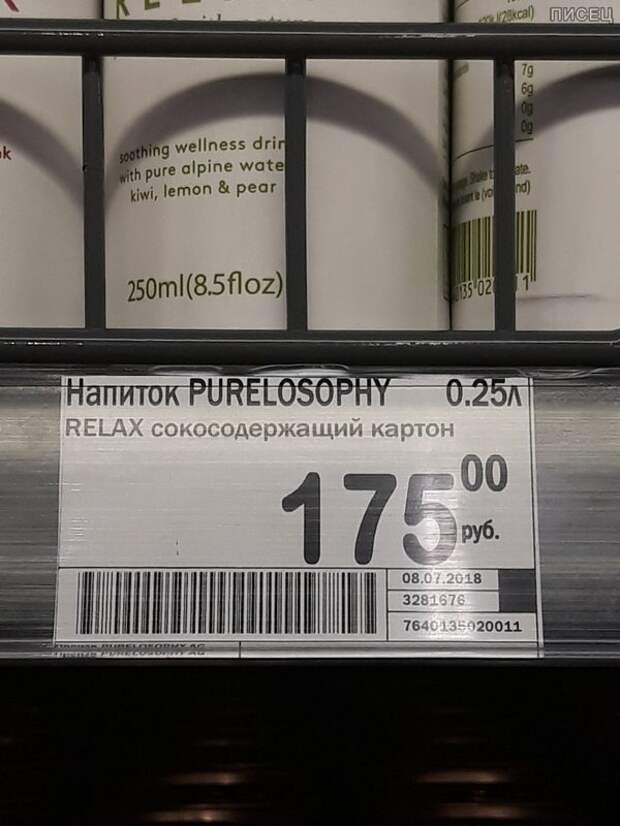 ПИСЕЦ
7g
6g
0g
0g
soothing wellness drin
with pure alpine wate
kiwi, lemon & pear
250ml(8.5floz)
Напиток PURELOSOPHY 0.25л
RELAX сокосодержащий картон
175 00
руб.
08.07.2018
3281676
7640135020011